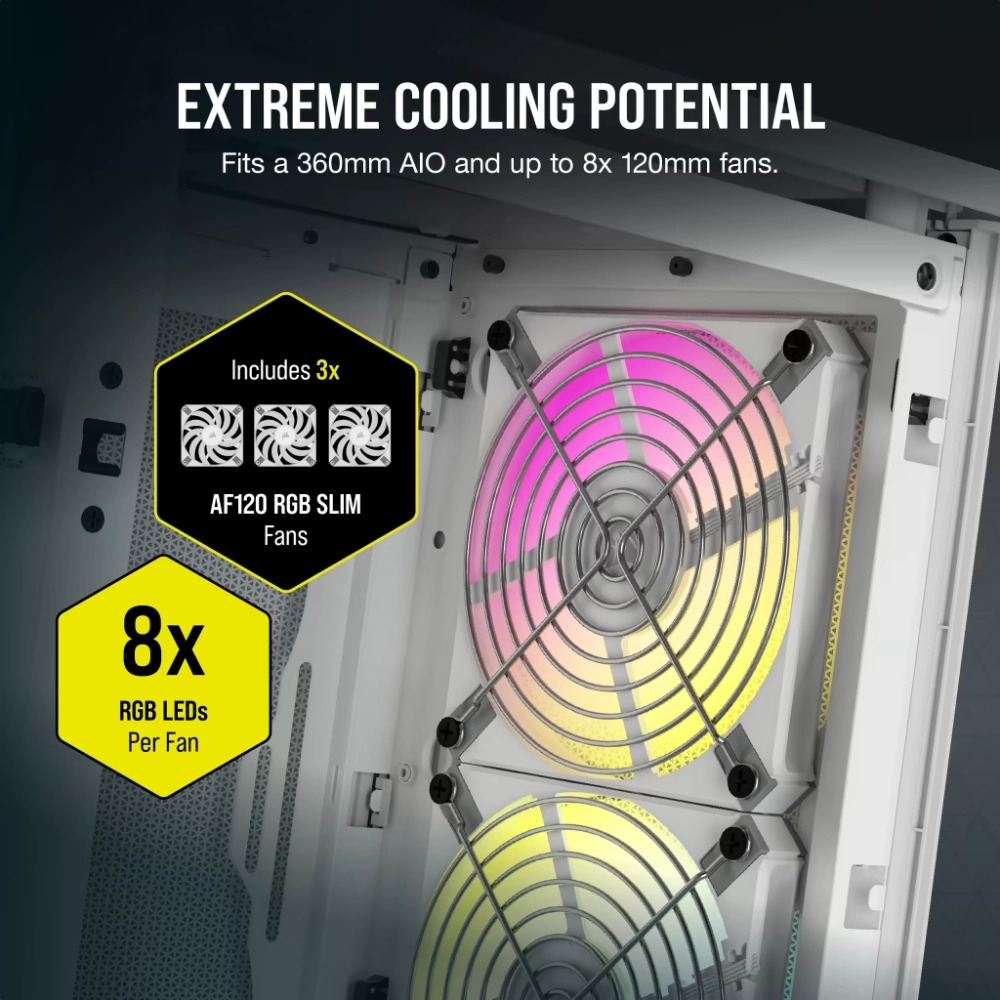 EXTREME COOLING POTENTIAL
Fits a 360mm AIO and up to 8x 120mm fans.
Includes 3x
AF120 RGB SLIM
Fans
8x
RGB LEDs
Per Fan